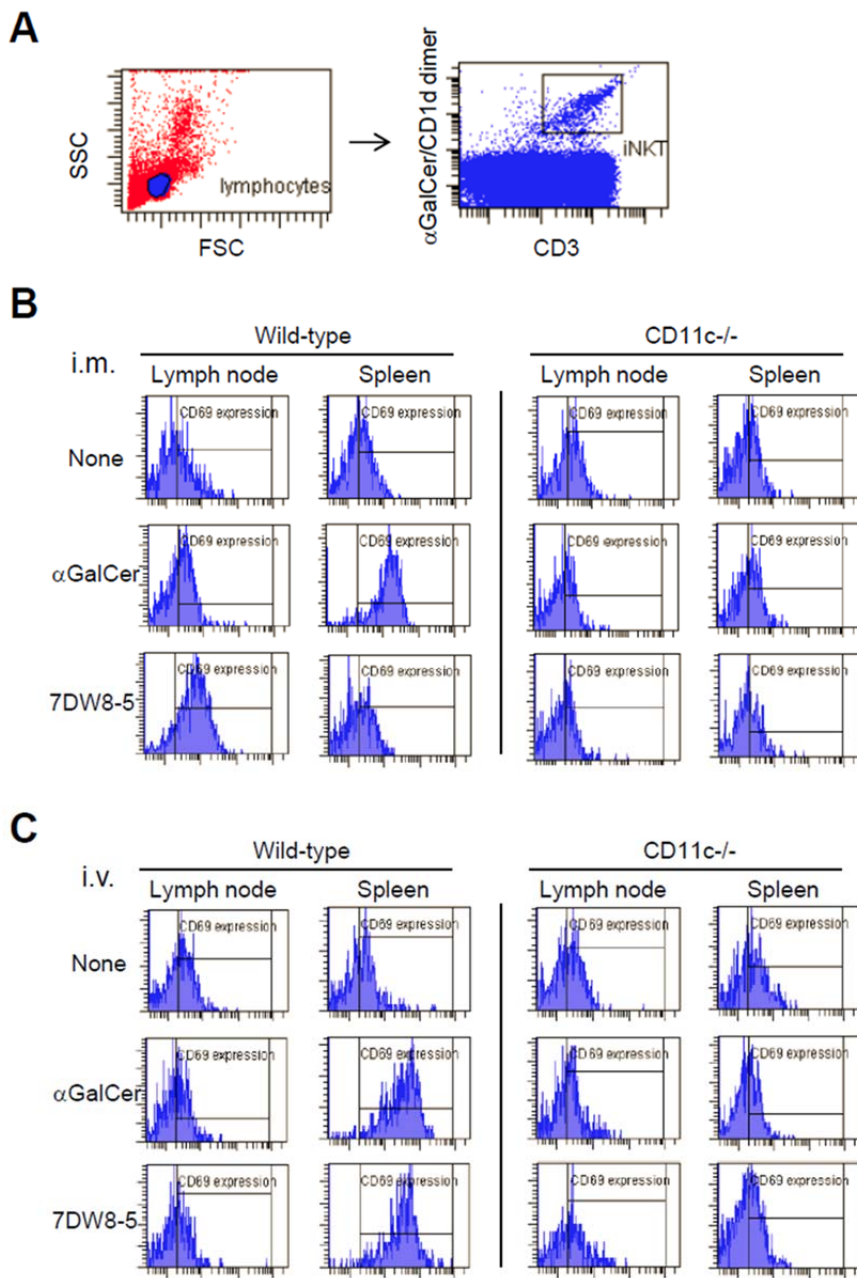 A
SSC
lymphocytes
FSC
αGalCer/CD1d dimer
iNKT
CD3
B
i.m.
Wild-type
CD11c-/-
Lymph node
Spleen
Lymph node
Spleen
None
CD69 expression
CD69 expression
CD69 expression
CD69 expression
αGalCer
CD69 expression
CD69 expression
CD69 expression
CD69 expression
7DW8-5
CD69 expression
CD69 expression
CD69 expression
CD69 expression
C
i.v.
Wild-type
CD11c-/-
Lymph node
Spleen
Lymph node
Spleen
None
CD69 expression
CD69 expression
CD69 expression
CD69 expression
αGalCer
CD69 expression
CD69 expression
CD69 expression
CD69 expression
7DW8-5
CD69 expression
CD69 expression
CD69 expression
CD69 expression